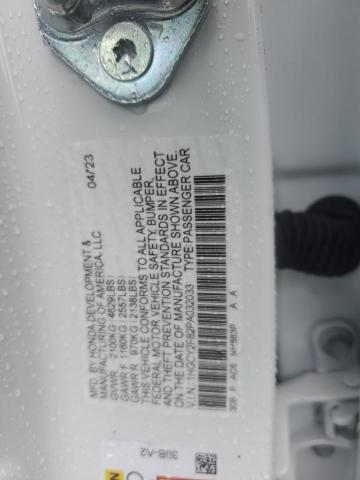 MFD. BY HONDA DEVELOPMENT &
MANUFACTURING OF AMERICA, LLC 04/23
GVWR 2100KG(4629LBS)
GAWR F 1160KG(2557LBS)
GAWR R 970KG(2138LBS)
THIS VEHICLE CONFORMS TO ALL APPLICABLE
FEDERAL MOTOR VEHICLE SAFETY, BUMPER,
AND THEFT PREVENTION STANDARDS IN EFFECT
ON THE DATE OF MANUFACTURE SHOWN ABOVE.
V.I.N.:1HGCY2F82PA032033 TYPE:PASSENGER CAR
A A
30B-A2